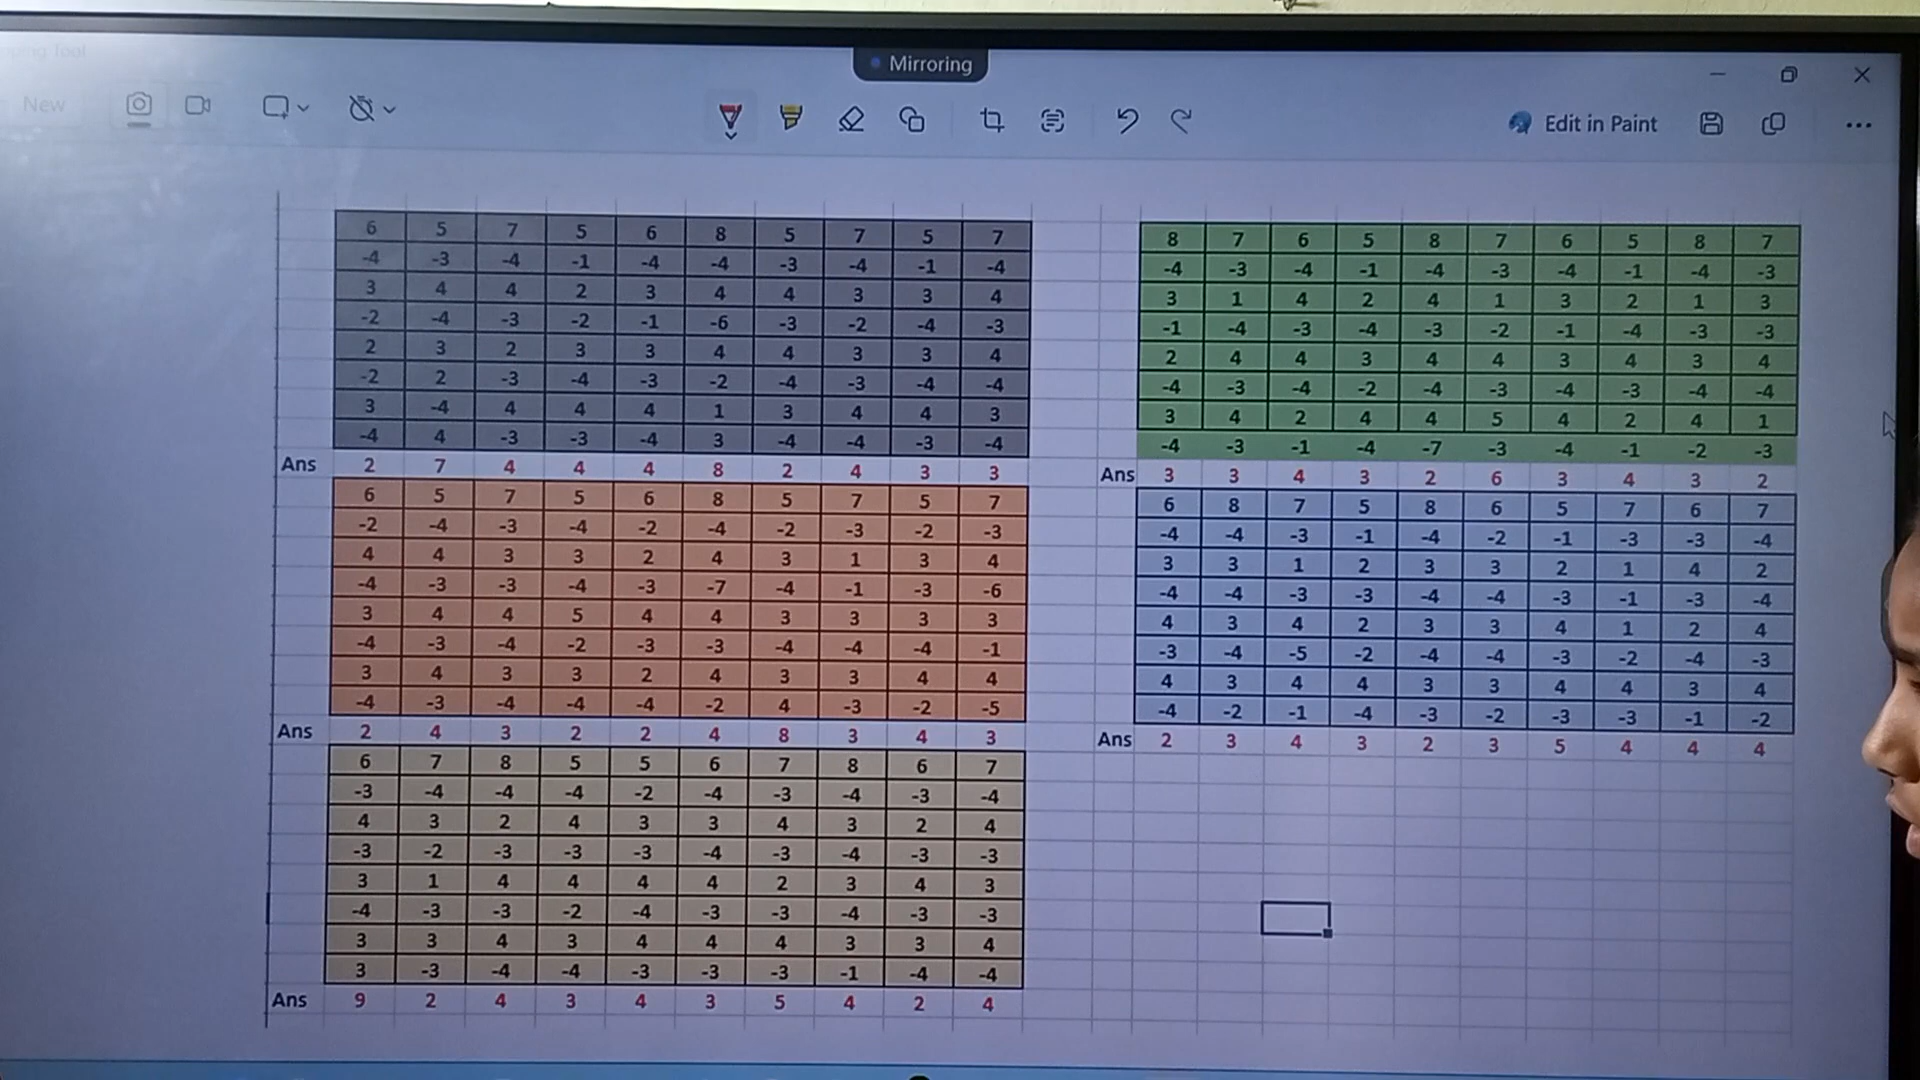 Mirroring
New
Edit in Paint
6 5 7 5 6 8 5 7 5 7
-4 -3 -4 -1 -4 -4 -3 -4 -1 -4
3 4 4 2 3 4 4 3 3 4
-2 -4 -3 -2 -1 -6 -3 -2 -4 -3
2 3 2 3 3 4 4 3 3 4
-2 2 -3 -4 -3 -2 -4 -3 -4 -4
3 -4 4 4 4 1 3 4 4 3
-4 4 -3 -3 -4 3 -4 -4 -3 -4
Ans 2 7 4 4 4 8 2 4 3 3
6 5 7 5 6 8 5 7 5 7
-2 -4 -3 -4 -2 -4 -2 -3 -2 -3
4 4 3 3 2 4 3 1 3 4
-4 -3 -3 -4 -3 -7 -4 -1 -3 -6
3 4 4 5 4 4 3 3 3 3
-4 -3 -4 -2 -3 -3 -4 -4 -4 -1
3 4 3 3 2 4 3 3 4 4
-4 -3 -4 -4 -4 -2 4 -3 -2 -5
Ans 2 4 3 2 2 4 8 3 4 3
6 7 8 5 5 6 7 8 6 7
-3 -4 -4 -4 -2 -4 -3 -4 -3 -4
4 3 2 4 3 3 4 3 2 4
-3 -2 -3 -3 -3 -4 -3 -4 -3 -3
3 1 4 4 4 4 2 3 4 3
-4 -3 -3 -2 -4 -3 -3 -4 -3 -3
3 3 4 3 4 4 4 3 3 4
3 -3 -4 -4 -3 -3 -3 -1 -4 -4
Ans 9 2 4 3 4 3 5 4 2 4
8 7 6 5 8 7 6 5 8 7
-4 -3 -4 -1 -4 -3 -4 -1 -4 -3
3 1 4 2 4 1 3 2 1 3
-1 -4 -3 -4 -3 -2 -1 -4 -3 -3
2 4 4 3 4 4 3 4 3 4
-4 -3 -4 -2 -4 -3 -4 -3 -4 -4
3 4 2 4 4 5 4 2 4 1
-4 -3 -1 -4 -7 -3 -4 -1 -2 -3
Ans 3 3 4 3 2 6 3 4 3 2
6 8 7 5 8 6 5 7 6 7
-4 -4 -3 -1 -4 -2 -1 -3 -3 -4
3 3 1 2 3 3 2 1 4 2
-4 -4 -3 -3 -4 -4 -3 -1 -3 -4
4 3 4 2 3 3 4 1 2 4
-3 -4 -5 -2 -4 -4 -3 -2 -4 -3
4 3 4 4 3 3 4 4 3 4
-4 -2 -1 -4 -3 -2 -3 -3 -1 -2
Ans 2 3 4 3 2 3 5 4 4 4